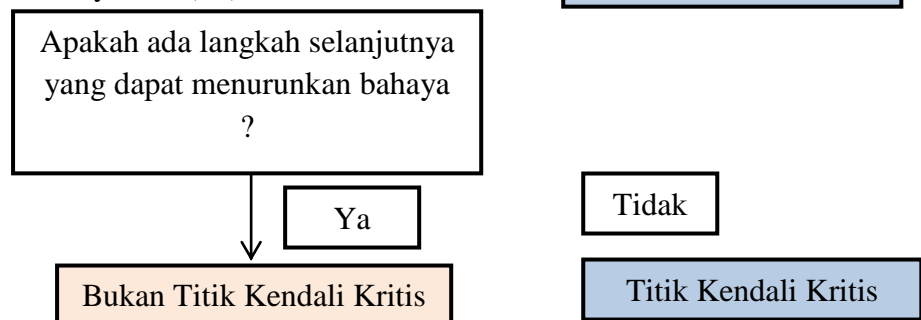 Apakah ada langkah selanjutnya
yang dapat menurunkan bahaya
?
Ya
Tidak
Bukan Titik Kendali Kritis
Titik Kendali Kritis